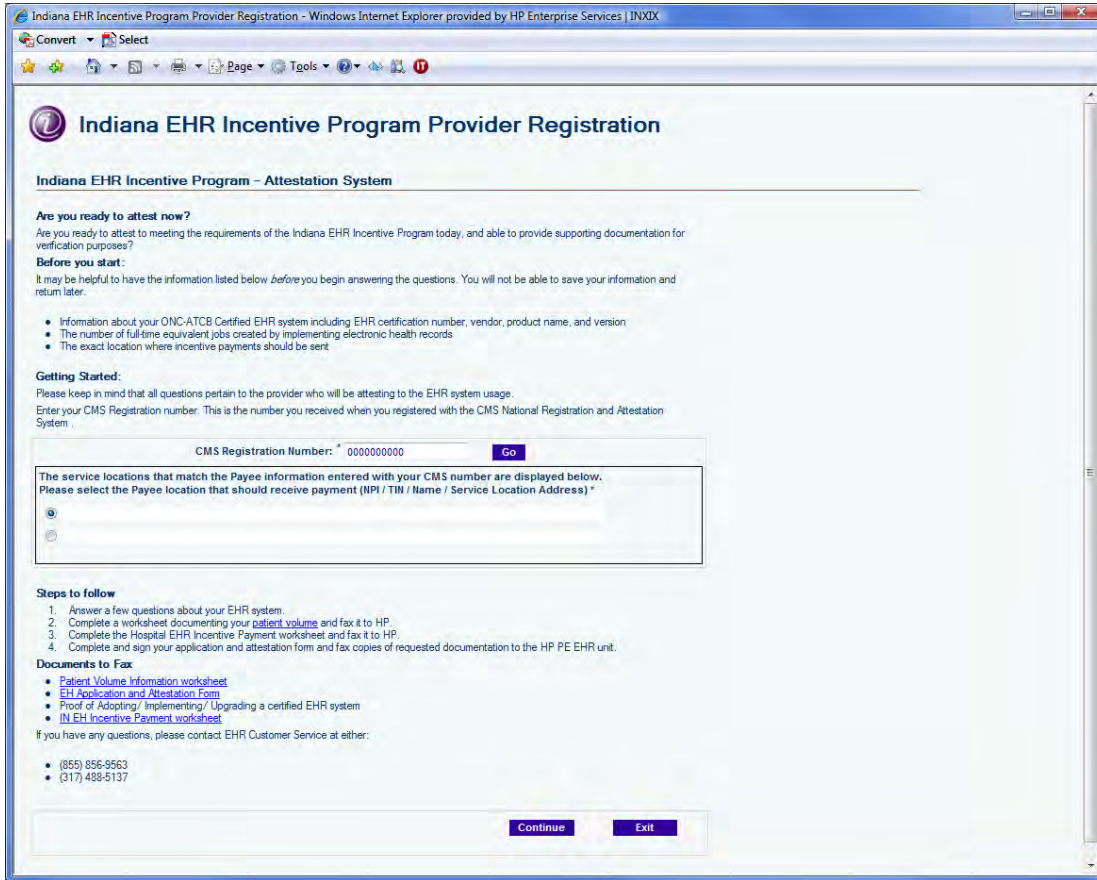 Indiana EHR Incentive Program Provider Registration - Windows Internet Explorer provided by HP Enterprise Services | INXIX
Convert Select
Page Tools
Indiana EHR Incentive Program Provider Registration
Indiana EHR Incentive Program - Attestation System
Are you ready to attest now?
Are you ready to attest to meeting the requirements of the Indiana EHR Incentive Program today, and able to provide supporting documentation for
verification purposes?
Before you start:
It may be helpful to have the information listed below before you begin answering the questions. You will not be able to save your information and
return later.
• Information about your ONC-ATCB Certified EHR system including EHR certification number, vendor, product name, and version
• The number of full-time equivalent jobs created by implementing electronic health records
• The exact location where incentive payments should be sent
Getting Started:
Please keep in mind that all questions pertain to the provider who will be attesting to the EHR system usage.
Enter your CMS Registration number. This is the number you received when you registered with the CMS National Registration and Attestation
System .
CMS Registration Number: * 0000000000 Go
The service locations that match the Payee information entered with your CMS number are displayed below.
Please select the Payee location that should receive payment (NPI / TIN / Name / Service Location Address) *
Steps to follow
1. Answer a few questions about your EHR system.
2. Complete a worksheet documenting your patient volume and fax it to HP.
3. Complete the Hospital EHR Incentive Payment worksheet and fax it to HP.
4. Complete and sign your application and attestation form and fax copies of requested documentation to the HP PE EHR unit.
Documents to Fax
• Patient Volume Information worksheet
• EH Application and Attestation Form
• Proof of Adopting/ Implementing/ Upgrading a certified EHR system
• IN EH Incentive Payment worksheet
If you have any questions, please contact EHR Customer Service at either:
• (855) 856-9563
• (317) 488-5137
Continue Exit